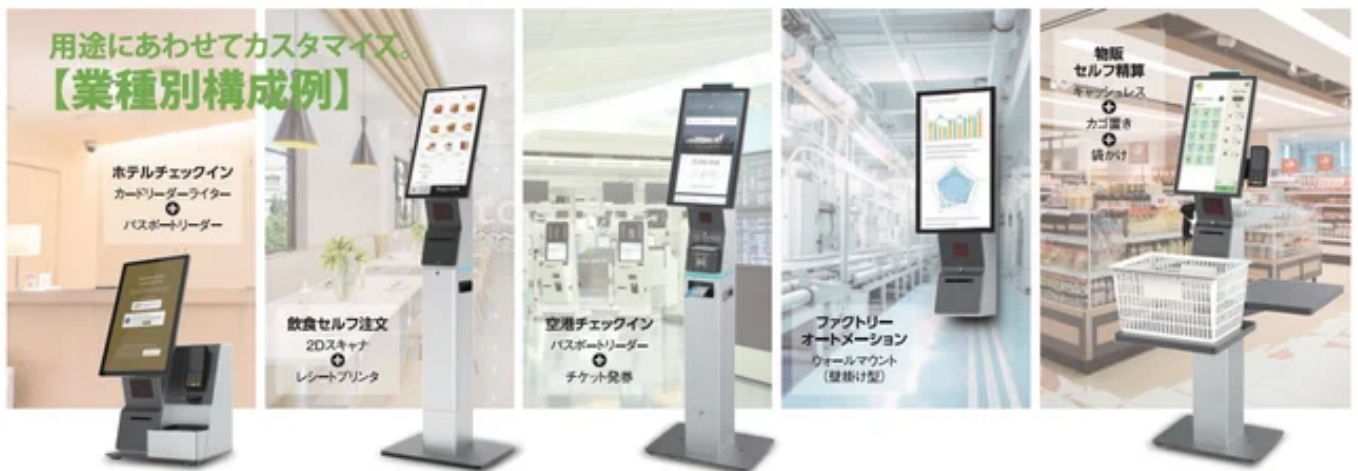 用途にあわせてカスタマイズ。
【業種別構成例】
ホテルチェックイン
カードリーダーライター
+
パスポートリーダー
飲食セルフ注文
2Dスキャナ
+
レシートプリンタ
空港チェックイン
パスポートリーダー
+
チケット発券
ファクトリー
オートメーション
ウォールマウント
(壁掛け型)
物販
セルフ精算
キャッシュレス
+
カゴ置き
+
袋かけ